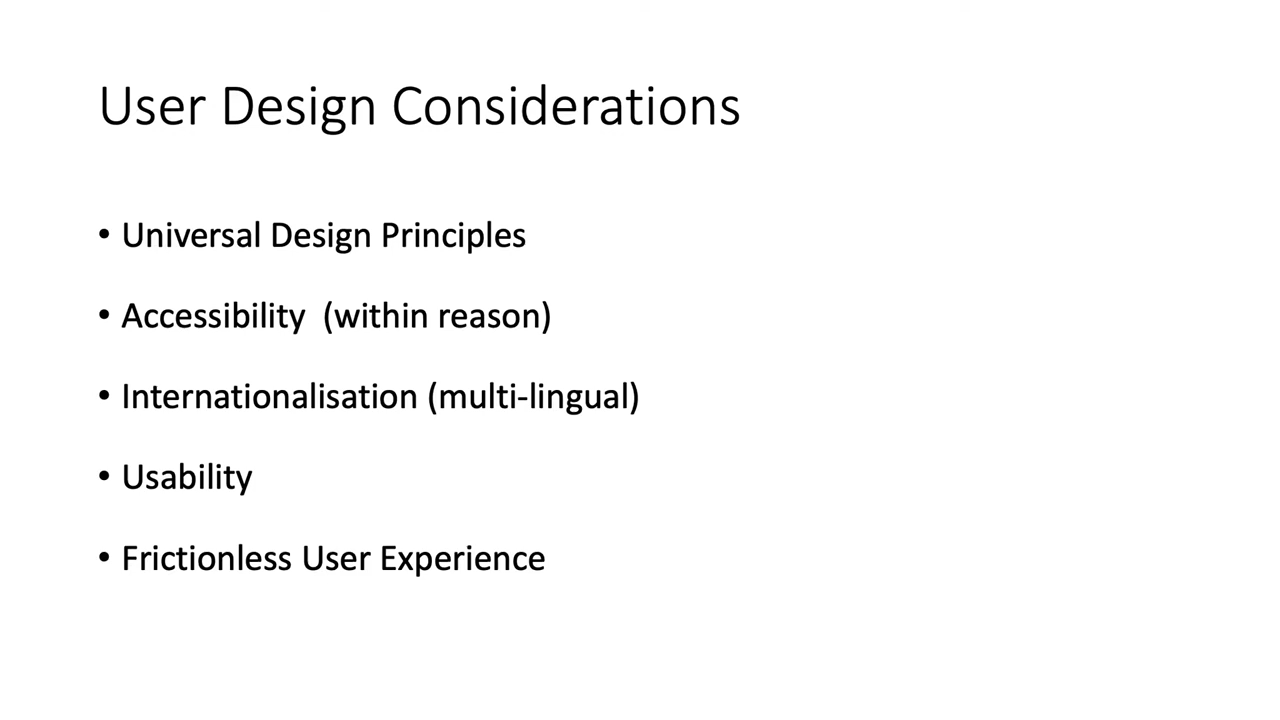 User Design Considerations
• Universal Design Principles
• Accessibility  (within reason)
• Internationalisation (multi-lingual)
• Usability
• Frictionless User Experience